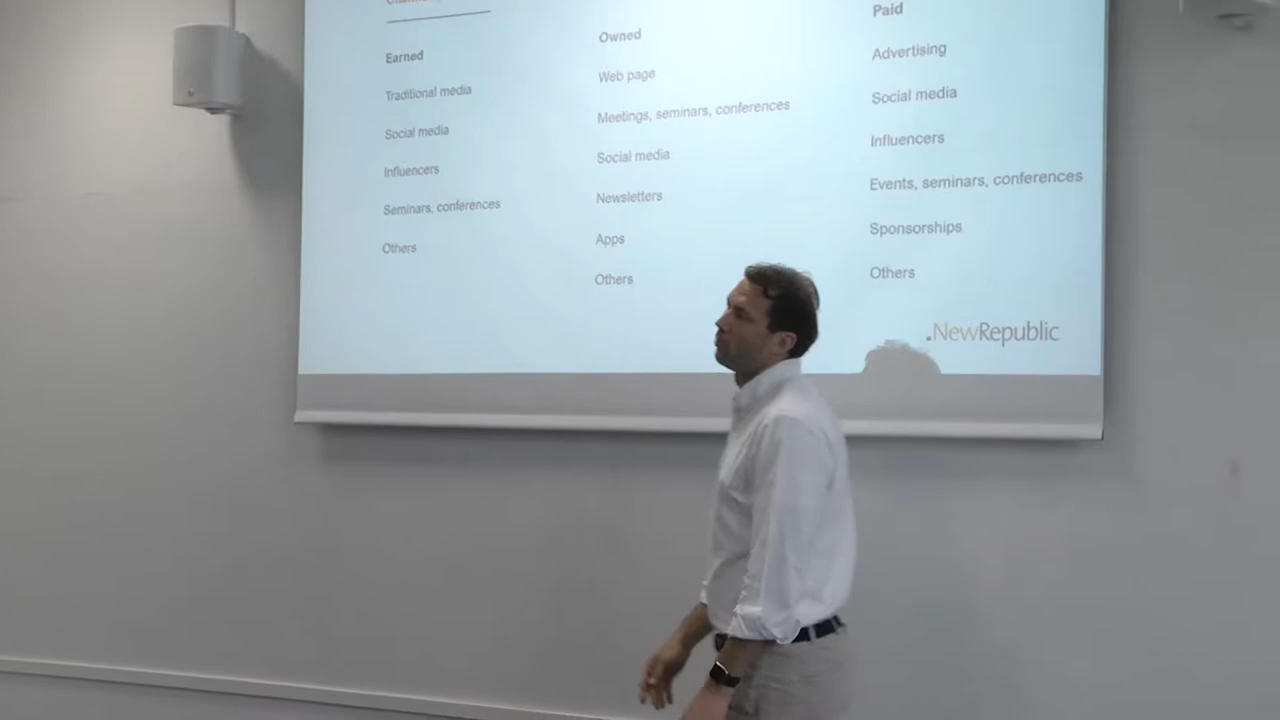 Earned
Traditional media
Social media
Influencers
Seminars, conferences
Others
Owned
Web page
Meetings, seminars, conferences
Social media
Newsletters
Apps
Others
Paid
Advertising
Social media
Influencers
Events, seminars, conferences
Sponsorships
Others
.NewRepublic